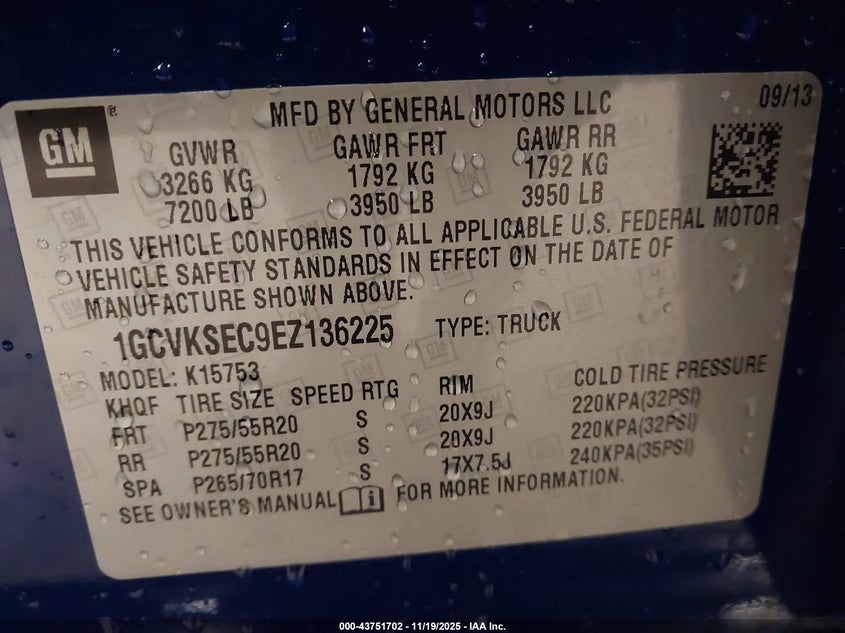 GM
®
MFD BY GENERAL MOTORS LLC
09/13
GVWR GAWR FRT GAWR RR
3266 KG 1792 KG 1792 KG
7200 LB 3950 LB 3950 LB
THIS VEHICLE CONFORMS TO ALL APPLICABLE U.S. FEDERAL MOTOR
VEHICLE SAFETY STANDARDS IN EFFECT ON THE DATE OF
MANUFACTURE SHOWN ABOVE.
1GCVKSEC9EZ136225 TYPE: TRUCK
MODEL: K15753
KHQF TIRE SIZE SPEED RTG RIM COLD TIRE PRESSURE
FRT P275/55R20 S 20X9J 220KPA(32PSI)
RR P275/55R20 S 20X9J 220KPA(32PSI)
SPA P265/70R17 S 17X7.5J 240KPA(35PSI)
SEE OWNER'S MANUAL FOR MORE INFORMATION.
000-43751702 - 11/19/2025 - IAA Inc.